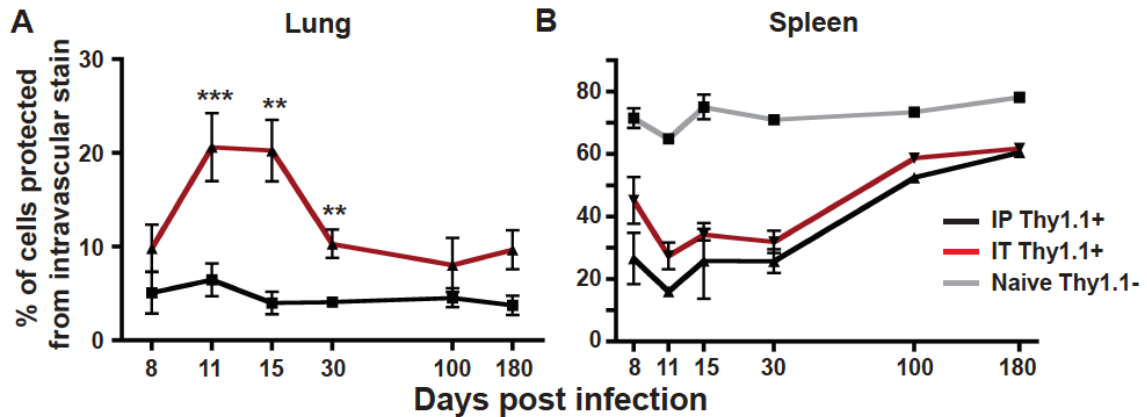 A
Lung
B
Spleen
% of cells protected
from intravascular stain
30
20
10
0
***
**
**
8
11
15
30
100
180
80
60
40
20
0
8
11
15
30
100
180
IP Thy1.1+
IT Thy1.1+
Naive Thy1.1-
Days post infection